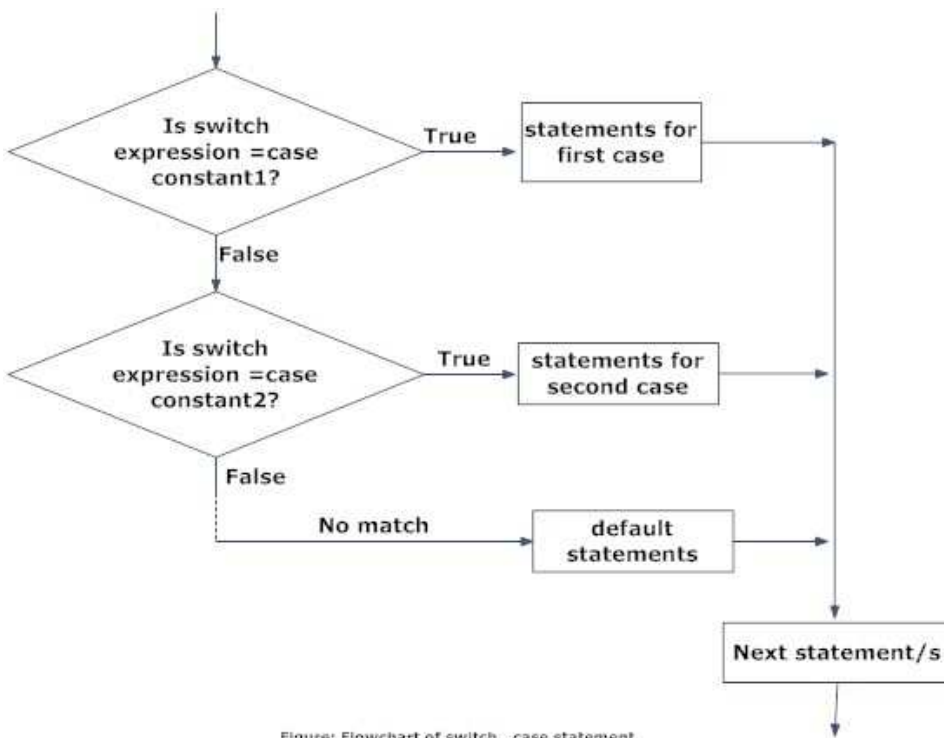 Is switch
expression =case
constant1?
True
statements for
first case
False
Is switch
expression =case
constant2?
True
statements for
second case
False
No match
default
statements
Next statement/s
Figure: Flowchart of switch...case statement